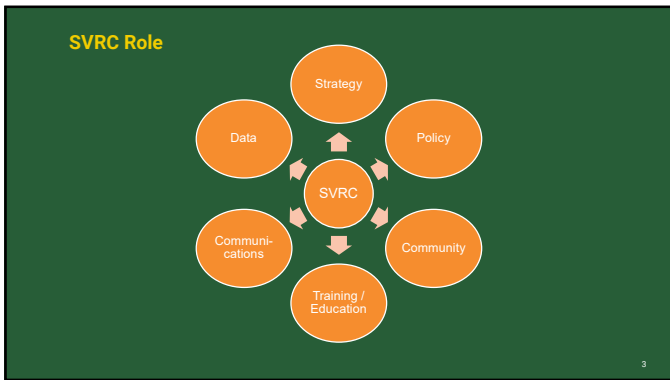 SVRC Role
Strategy
Data
Policy
SVRC
Communi-
cations
Community
Training /
Education
3